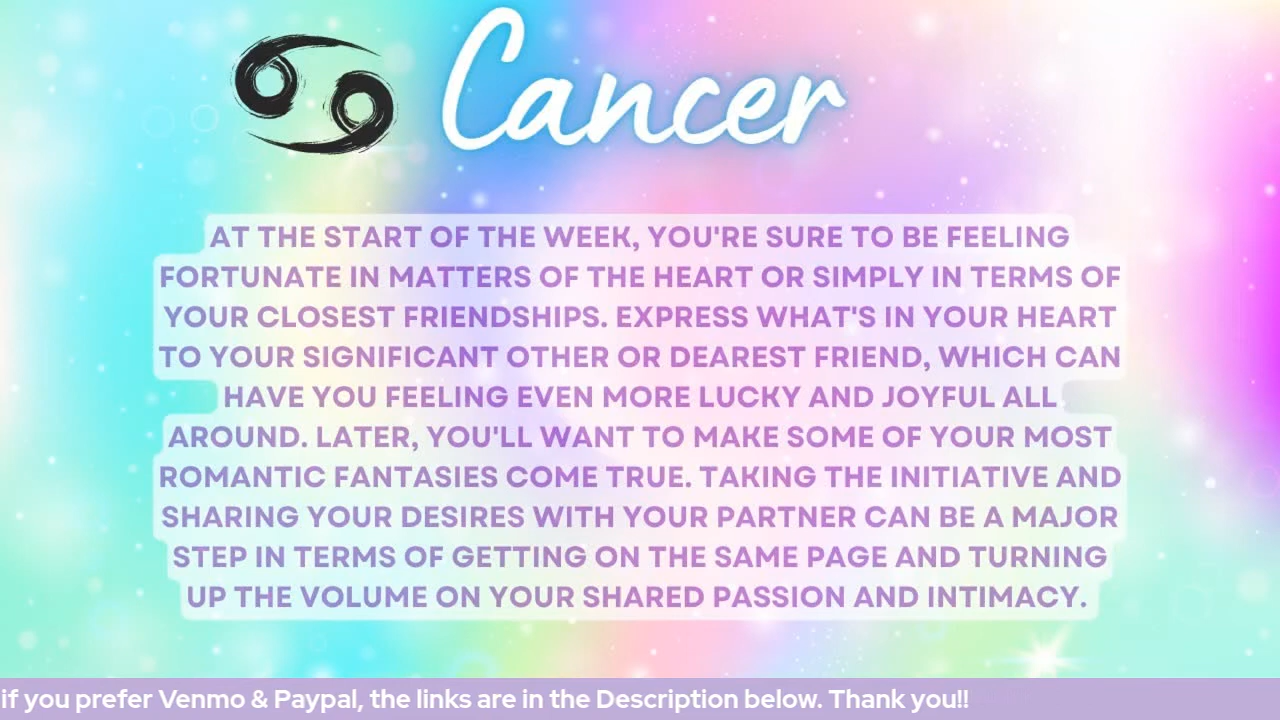 Cancer
AT THE START OF THE WEEK, YOU'RE SURE TO BE FEELING
FORTUNATE IN MATTERS OF THE HEART OR SIMPLY IN TERMS OF
YOUR CLOSEST FRIENDSHIPS. EXPRESS WHAT'S IN YOUR HEART
TO YOUR SIGNIFICANT OTHER OR DEAREST FRIEND, WHICH CAN
HAVE YOU FEELING EVEN MORE LUCKY AND JOYFUL ALL
AROUND. LATER, YOU'LL WANT TO MAKE SOME OF YOUR MOST
ROMANTIC FANTASIES COME TRUE. TAKING THE INITIATIVE AND
SHARING YOUR DESIRES WITH YOUR PARTNER CAN BE A MAJOR
STEP IN TERMS OF GETTING ON THE SAME PAGE AND TURNING
UP THE VOLUME ON YOUR SHARED PASSION AND INTIMACY.
if you prefer Venmo & Paypal, the links are in the Description below. Thank you!!